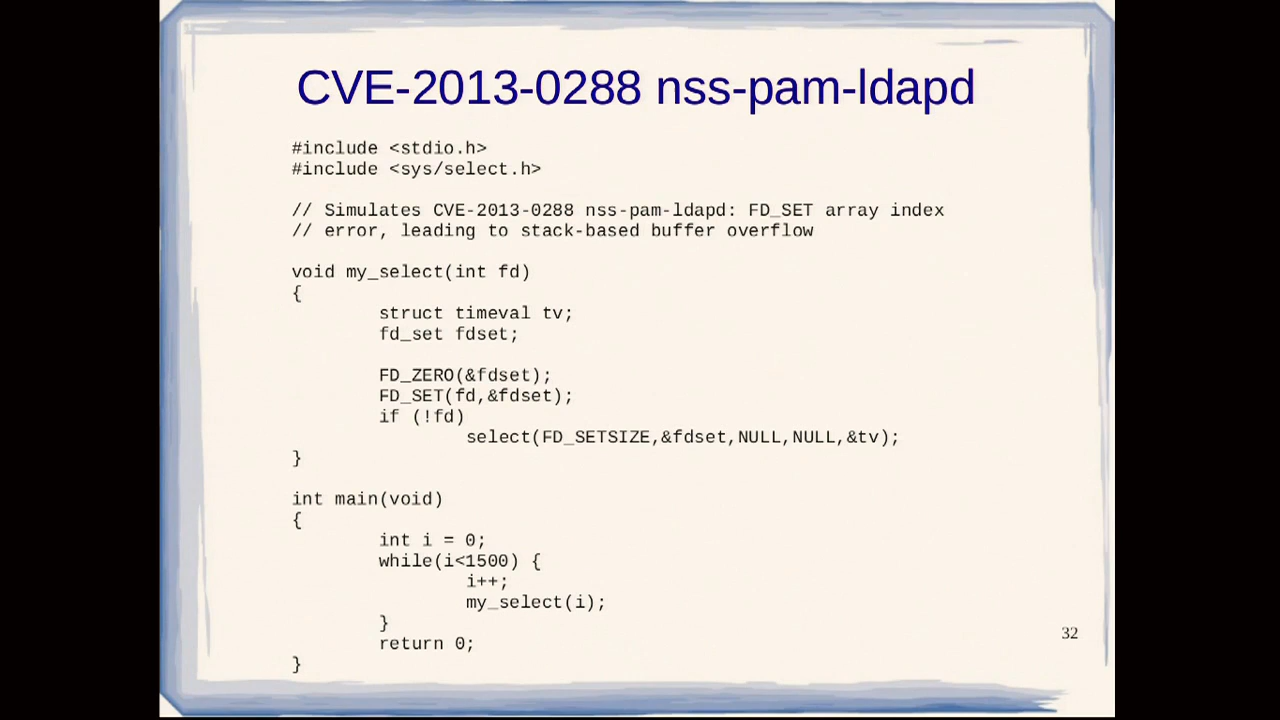 CVE-2013-0288 nss-pam-ldapd
#include <stdio.h>
#include <sys/select.h>
// Simulates CVE-2013-0288 nss-pam-ldapd: FD_SET array index
// error, leading to stack-based buffer overflow
void my_select(int fd)
{
struct timeval tv;
fd_set fdset;
FD_ZERO(&fdset);
FD_SET(fd,&fdset);
if (!fd)
select(FD_SETSIZE,&fdset,NULL,NULL,&tv);
}
int main(void)
{
int i = 0;
while(i<1500) {
i++;
my_select(i);
}
return 0;
}
32